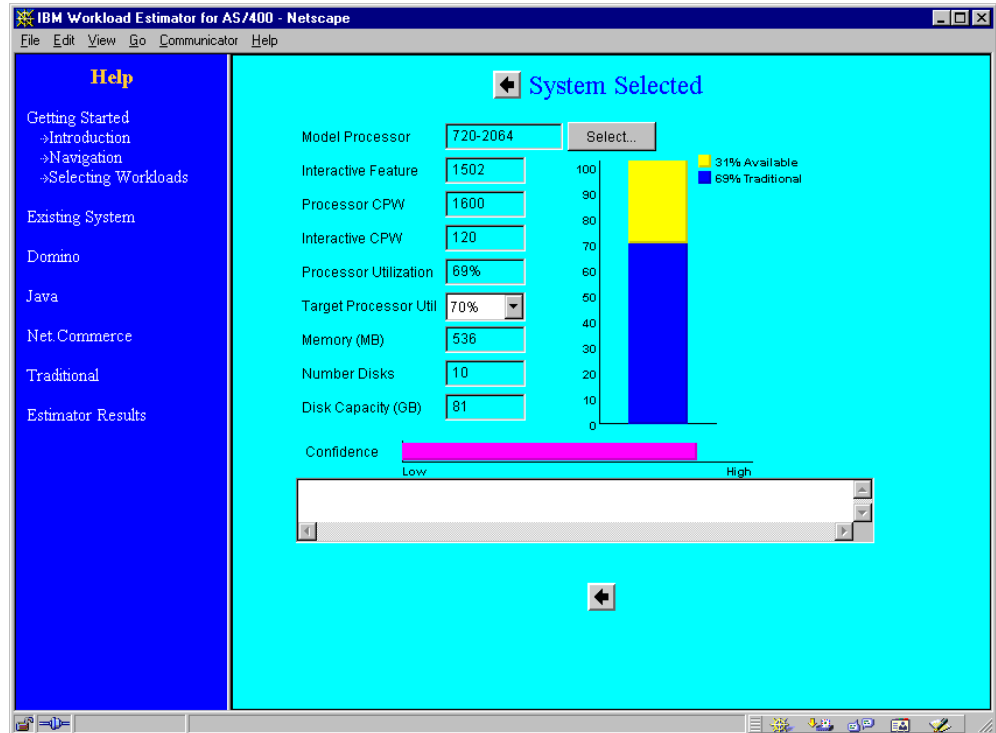 IBM Workload Estimator for AS/400 - Netscape
File Edit View Go Communicator Help
Help
Getting Started
→Introduction
→Navigation
→Selecting Workloads
Existing System
Domino
Java
Net.Commerce
Traditional
Estimator Results
System Selected
Model Processor 720-2064 Select...
Interactive Feature 1502
Processor CPW 1600
Interactive CPW 120
Processor Utilization 69%
Target Processor Util 70%
Memory (MB) 536
Number Disks 10
Disk Capacity (GB) 81
100
90
80
70
60
50
40
30
20
10
0
31% Available
69% Traditional
Confidence
Low High